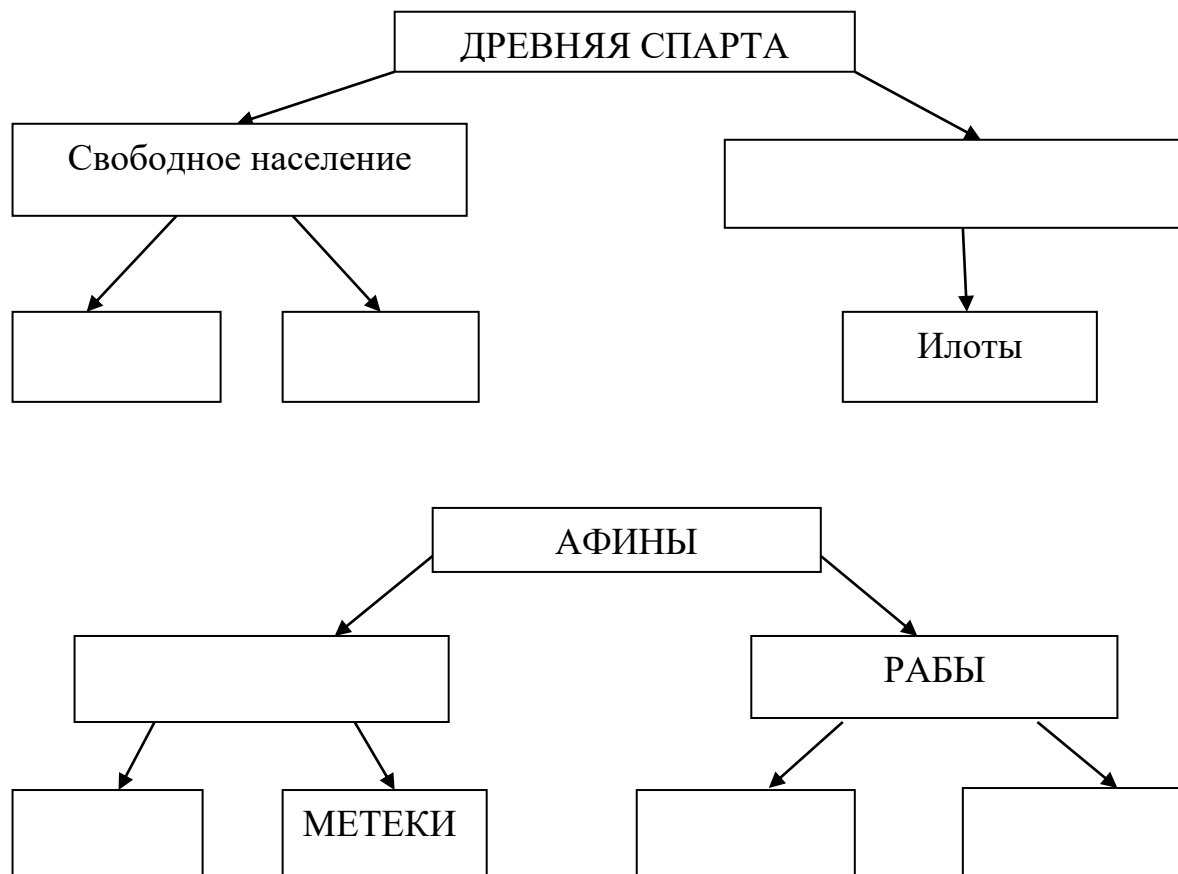 ДРЕВНЯЯ СПАРТА
Свободное население
Илоты
АФИНЫ
РАБЫ
МЕТЕКИ